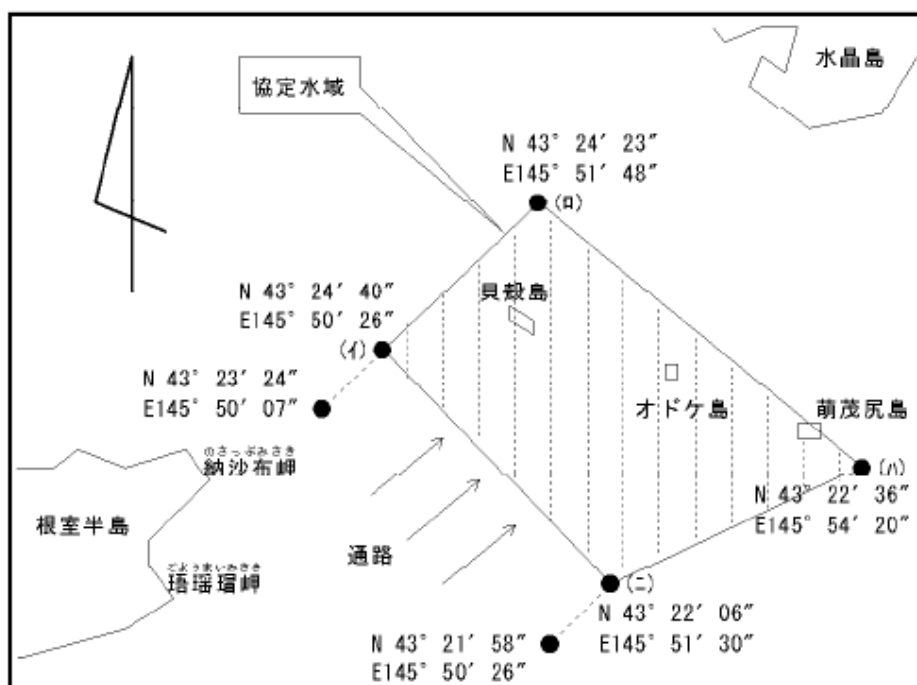 水晶島
協定水域
N 43° 24′ 23″
E145° 51′ 48″
(ロ)
貝殻島
N 43° 24′ 40″
E145° 50′ 26″
(イ)
N 43° 23′ 24″
E145° 50′ 07″
オドケ島
萌茂尻島
のさっぷみさき
納沙布岬
(ハ)
N 43° 22′ 36″
E145° 54′ 20″
根室半島
通路
ごようまいみさき
珸瑶瑁岬
(ニ)
N 43° 22′ 06″
E145° 51′ 30″
N 43° 21′ 58″
E145° 50′ 26″